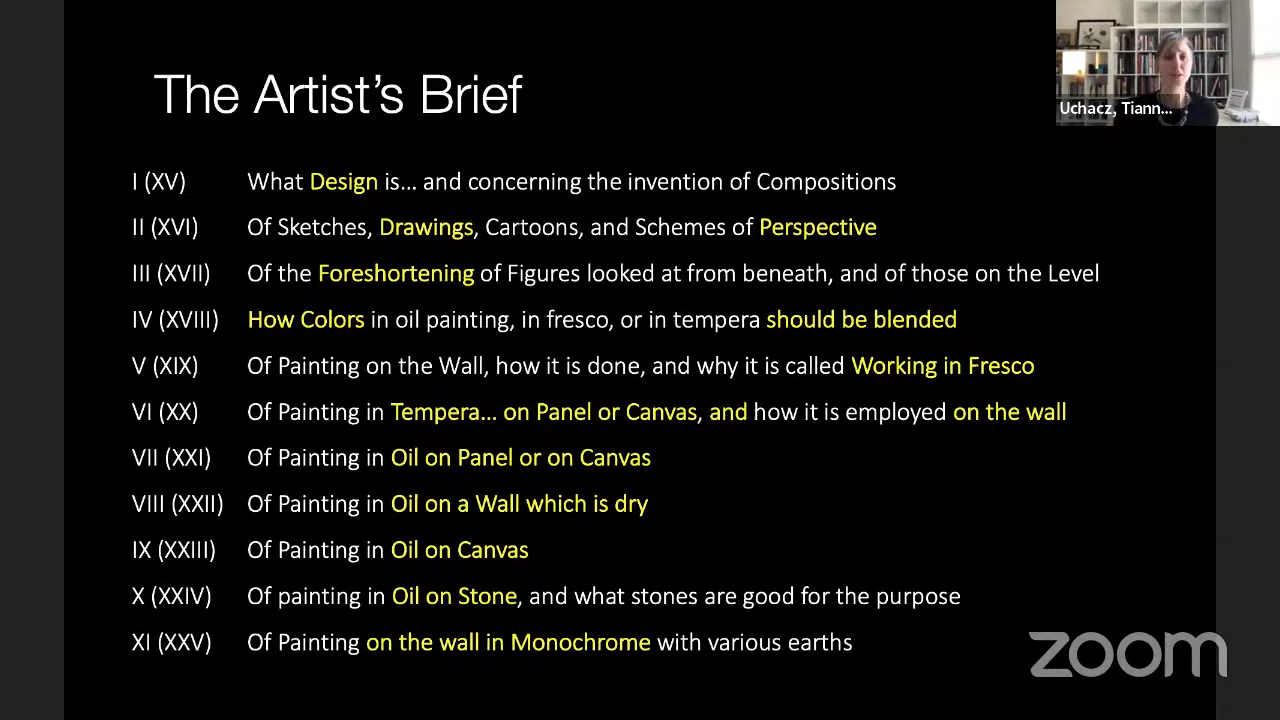 The Artist’s Brief
Uchacz, Tiann...
I (XV) What Design is... and concerning the invention of Compositions
II (XVI) Of Sketches, Drawings, Cartoons, and Schemes of Perspective
III (XVII) Of the Foreshortening of Figures looked at from beneath, and of those on the Level
IV (XVIII) How Colors in oil painting, in fresco, or in tempera should be blended
V (XIX) Of Painting on the Wall, how it is done, and why it is called Working in Fresco
VI (XX) Of Painting in Tempera... on Panel or Canvas, and how it is employed on the wall
VII (XXI) Of Painting in Oil on Panel or on Canvas
VIII (XXII) Of Painting in Oil on a Wall which is dry
IX (XXIII) Of Painting in Oil on Canvas
X (XXIV) Of painting in Oil on Stone, and what stones are good for the purpose
XI (XXV) Of Painting on the wall in Monochrome with various earths
zoom